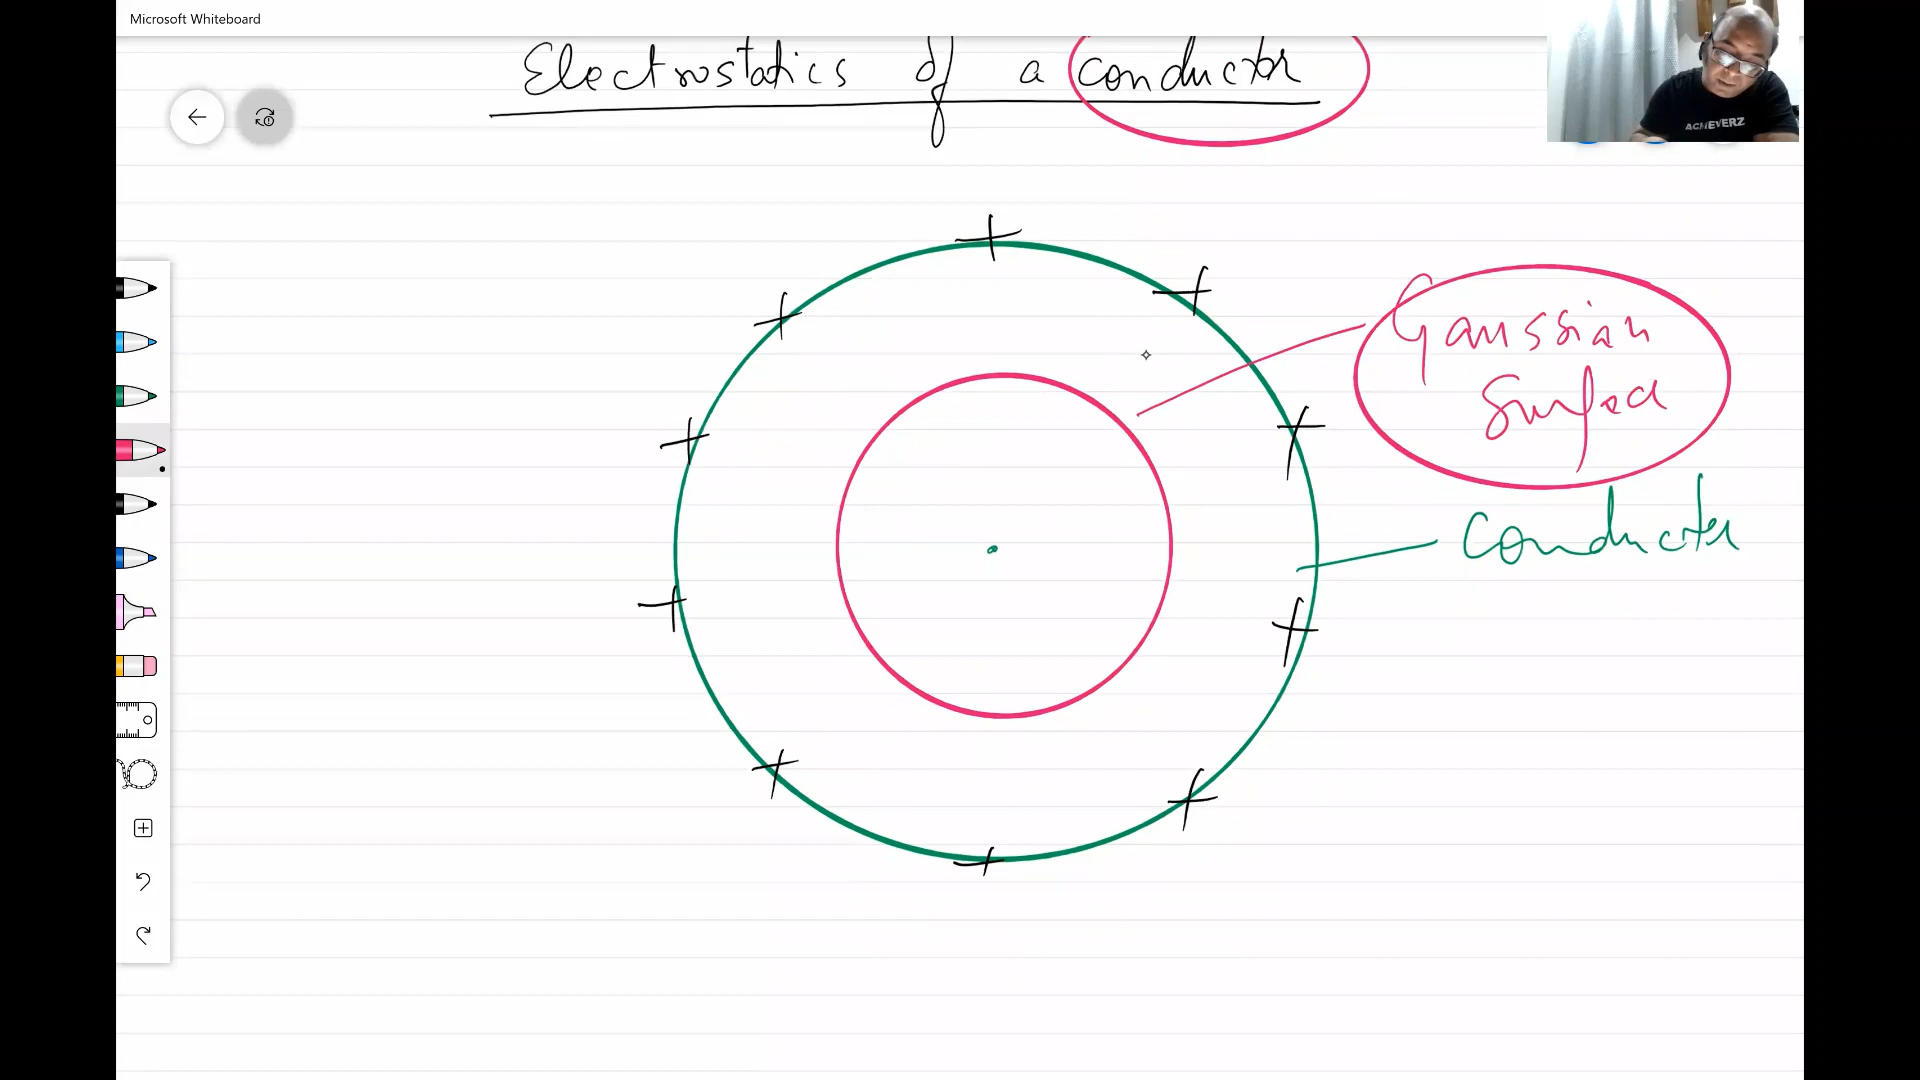 Microsoft Whiteboard
Electrostatics of a conductor
Gaussian
Surface
Conductor
ACHIEVERZ